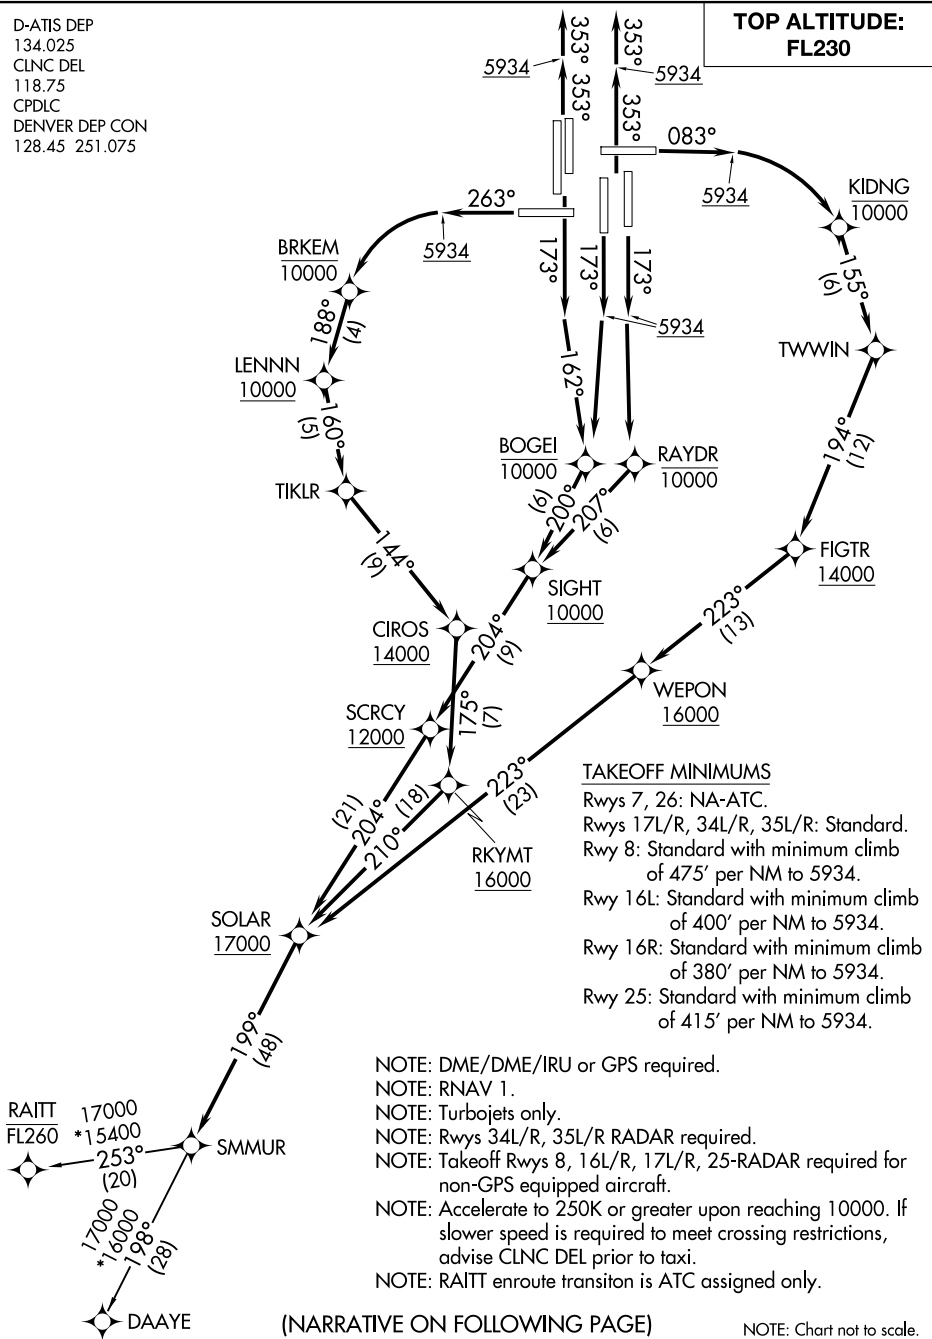 D-ATIS DEP
134.025
CLNC DEL
118.75
CPDLC
DENVER DEP CON
128.45 251.075
TOP ALTITUDE:
FL230
353°
353°
5934
5934
353°
353°
083°
5934
KIDNG
10000
263°
5934
BRKEM
10000
173°
173°
173°
5934
155°
(6)
188°
(4)
TWWIN
LENNN
10000
162°
160°
(5)
194°
(12)
BOGEI
10000
RAYDR
10000
TIKLR
(6)
200°
207°
(6)
144°
(9)
FIGTR
14000
SIGHT
10000
223°
(13)
CIROS
14000
204°
(9)
WEPON
16000
SCRCY
12000
175°
(7)
223°
(23)
(21)
204°
(18)
210°
RKYMT
16000
TAKEOFF MINIMUMS
Rwys 7, 26: NA-ATC.
Rwys 17L/R, 34L/R, 35L/R: Standard.
Rwy 8: Standard with minimum climb
of 475' per NM to 5934.
Rwy 16L: Standard with minimum climb
of 400' per NM to 5934.
Rwy 16R: Standard with minimum climb
of 380' per NM to 5934.
Rwy 25: Standard with minimum climb
of 415' per NM to 5934.
SOLAR
17000
199°
(48)
NOTE: DME/DME/IRU or GPS required.
NOTE: RNAV 1.
NOTE: Turbojets only.
NOTE: Rwys 34L/R, 35L/R RADAR required.
NOTE: Takeoff Rwys 8, 16L/R, 17L/R, 25-RADAR required for
non-GPS equipped aircraft.
NOTE: Accelerate to 250K or greater upon reaching 10000. If
slower speed is required to meet crossing restrictions,
advise CLNC DEL prior to taxi.
NOTE: RAITT enroute transiton is ATC assigned only.
RAITT
FL260
17000
*15400
253°
(20)
SMMUR
17000
*16000
198°
(28)
DAAYE
(NARRATIVE ON FOLLOWING PAGE)
NOTE: Chart not to scale.